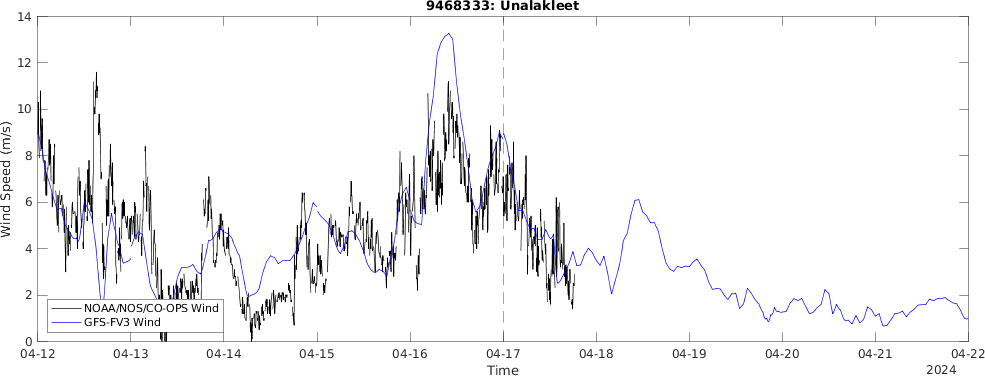 9468333: Unalakleet
14
12
10
8
6
4
2
0
Wind Speed (m/s)
NOAA/NOS/CO-OPS Wind
GFS-FV3 Wind
04-12 04-13 04-14 04-15 04-16 04-17 04-18 04-19 04-20 04-21 04-22
Time
2024